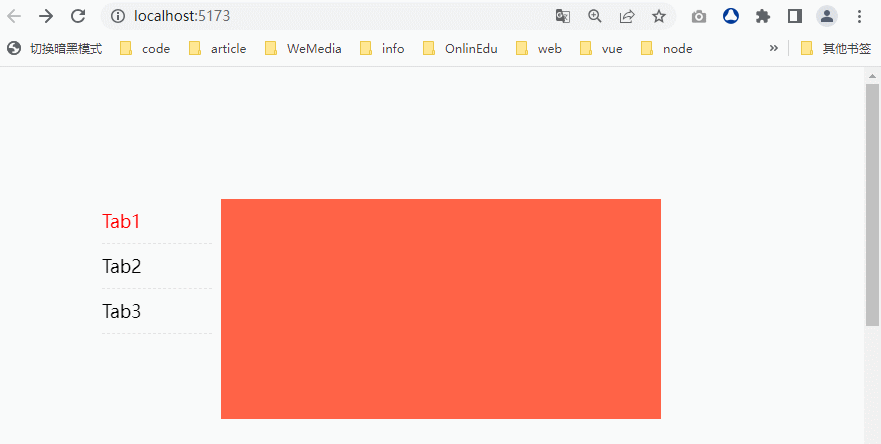 localhost:5173
切换暗黑模式 code article WeMedia info OnlinEdu web vue node » 其他书签
Tab1
Tab2
Tab3